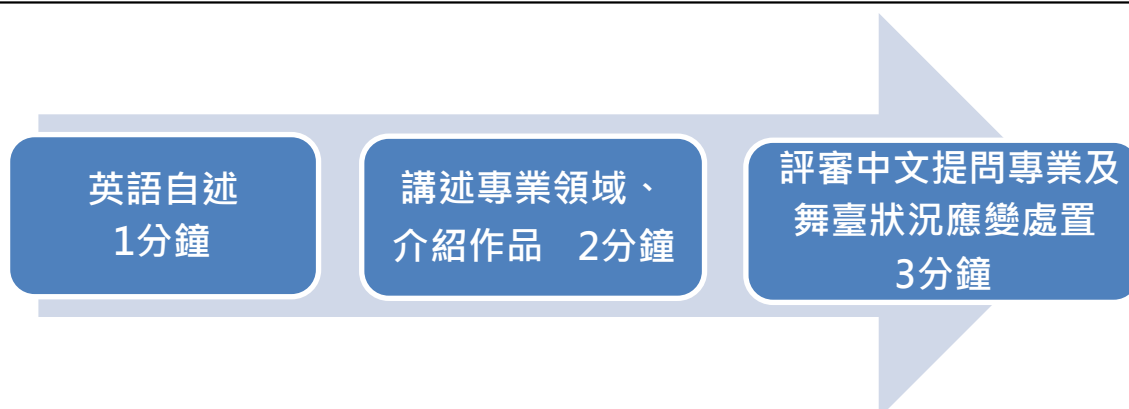 英語自述
1分鐘
講述專業領域、
介紹作品 2分鐘
評審中文提問專業及
舞臺狀況應變處置
3分鐘